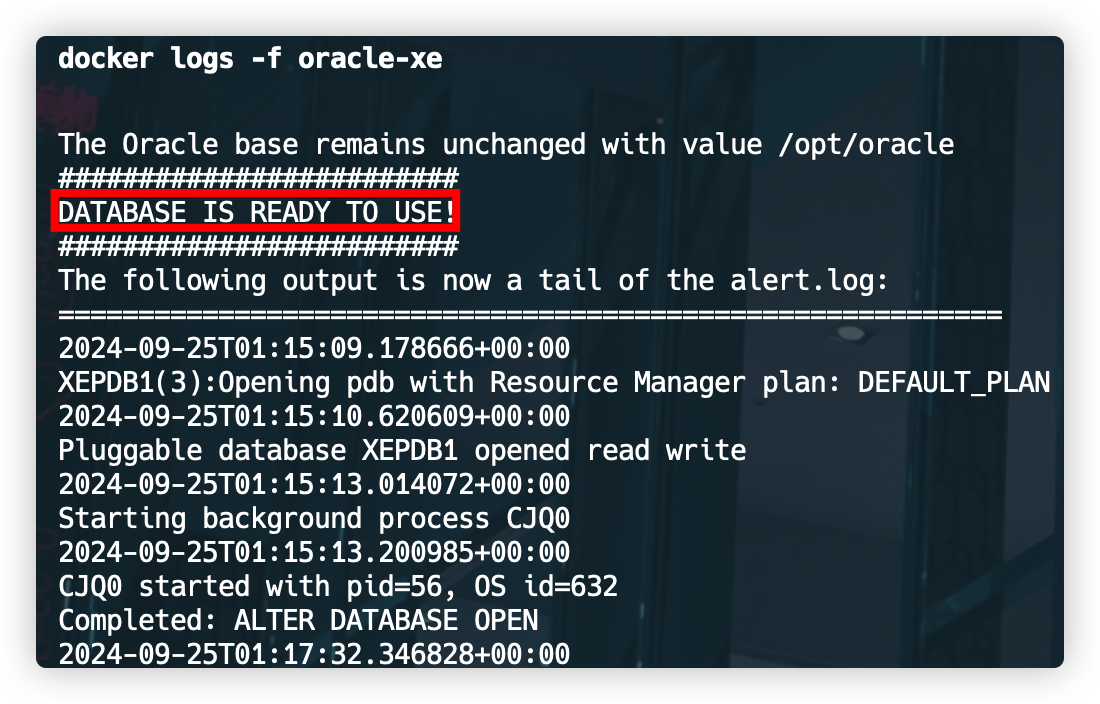 docker logs -f oracle-xe
The Oracle base remains unchanged with value /opt/oracle
#########################
DATABASE IS READY TO USE!
#########################
The following output is now a tail of the alert.log:
===========================================================
2024-09-25T01:15:09.178666+00:00
XEPDB1(3):Opening pdb with Resource Manager plan: DEFAULT_PLAN
2024-09-25T01:15:10.620609+00:00
Pluggable database XEPDB1 opened read write
2024-09-25T01:15:13.014072+00:00
Starting background process CJQ0
2024-09-25T01:15:13.200985+00:00
CJQ0 started with pid=56, OS id=632
Completed: ALTER DATABASE OPEN
2024-09-25T01:17:32.346828+00:00